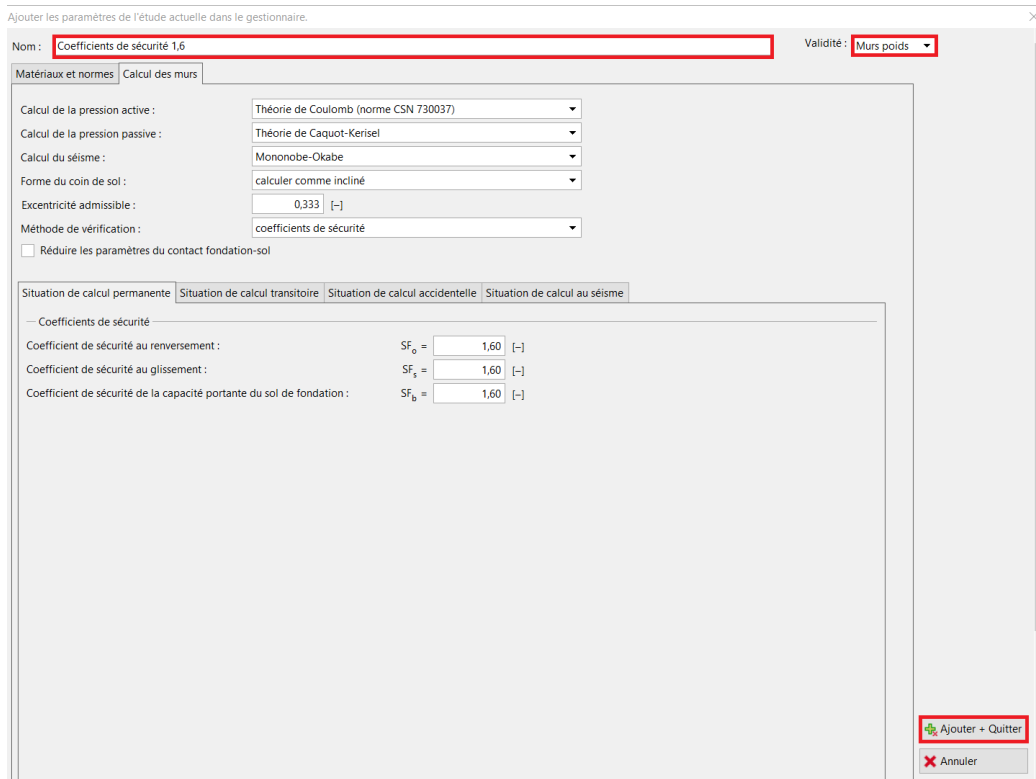 Ajouter les paramètres de l'étude actuelle dans le gestionnaire.
Nom : Coefficients de sécurité 1,6 Validité : Murs poids
Matériaux et normes Calcul des murs
Calcul de la pression active : Théorie de Coulomb (norme CSN 730037)
Calcul de la pression passive : Théorie de Caquot-Kerisel
Calcul du séisme : Mononobe-Okabe
Forme du coin de sol : calculer comme incliné
Excentricité admissible : 0,333 [–]
Méthode de vérification : coefficients de sécurité
Réduire les paramètres du contact fondation-sol
Situation de calcul permanente Situation de calcul transitoire Situation de calcul accidentelle Situation de calcul au séisme
Coefficients de sécurité
Coefficient de sécurité au renversement : SFo = 1,60 [–]
Coefficient de sécurité au glissement : SFs = 1,60 [–]
Coefficient de sécurité de la capacité portante du sol de fondation : SFb = 1,60 [–]
Ajouter + Quitter
Annuler